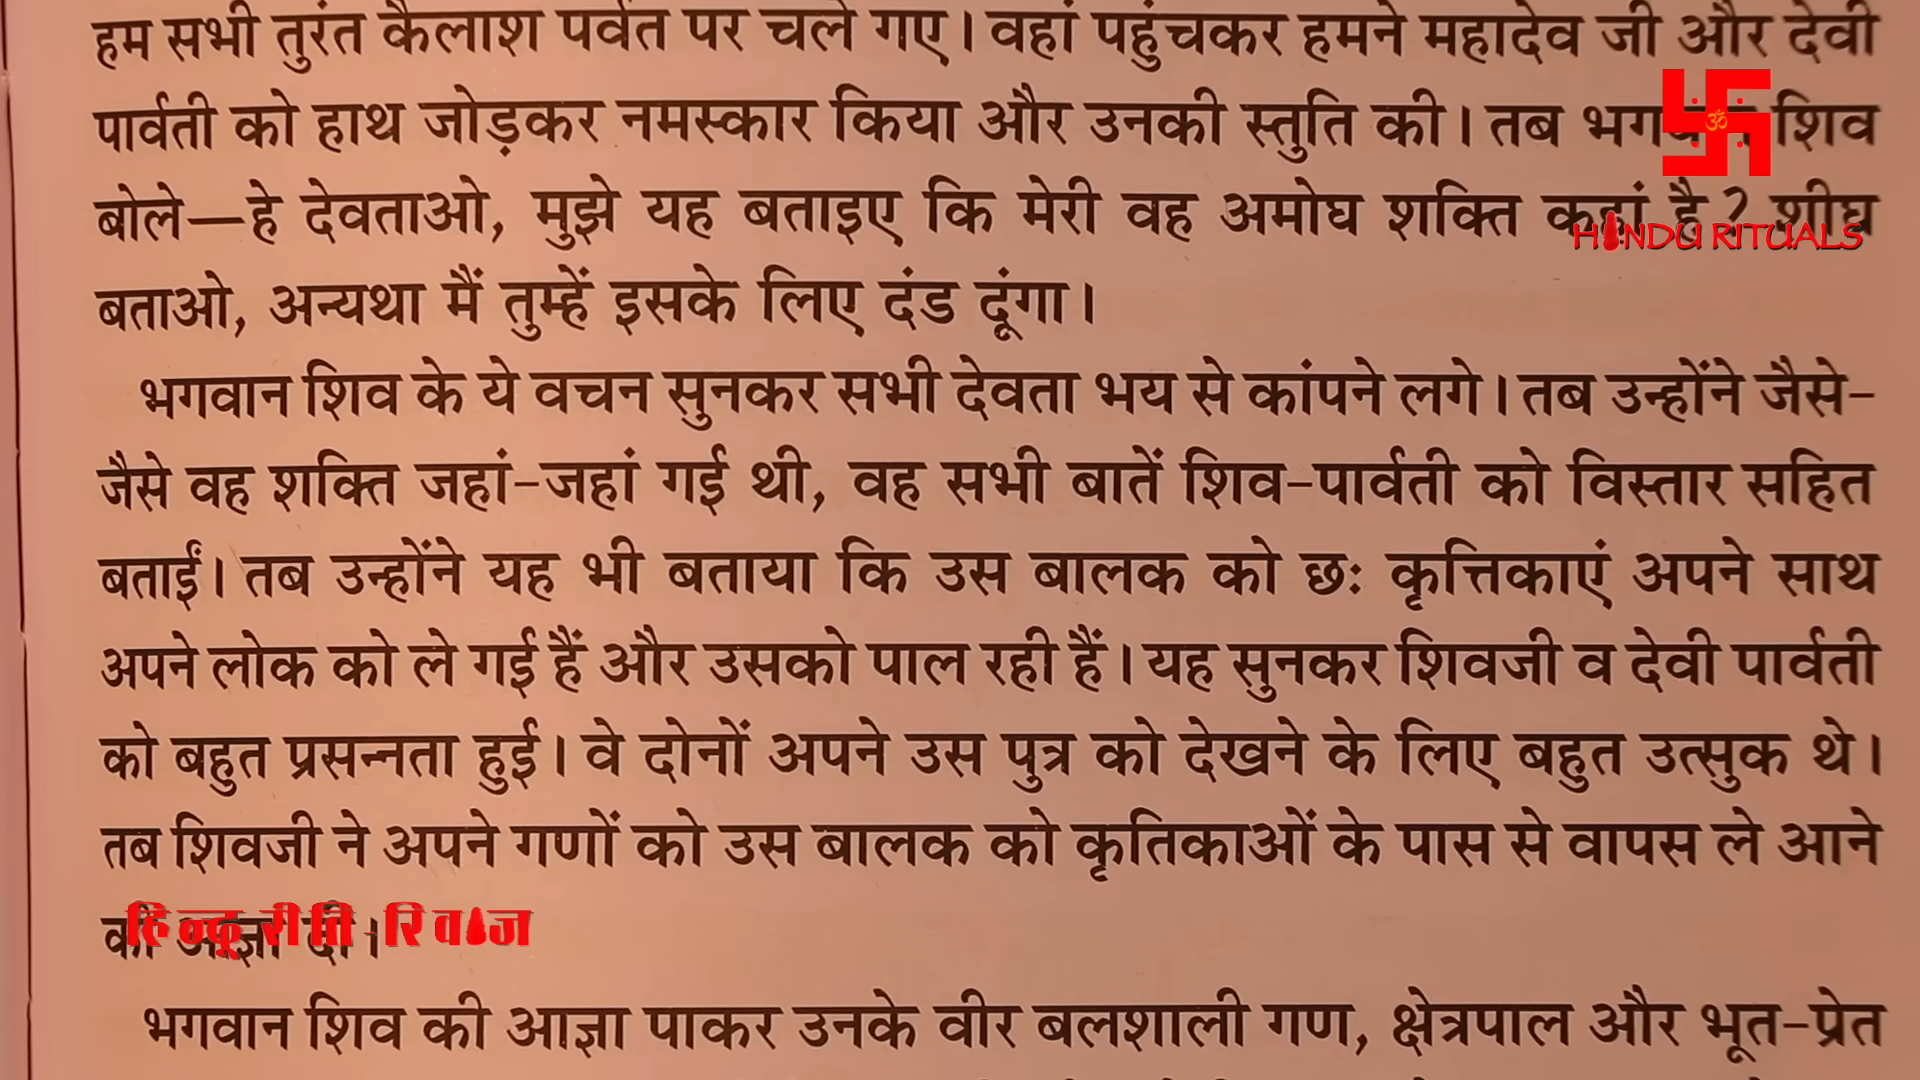 हम सभी तुरंत कैलाश पर्वत पर चले गए। वहां पहुंचकर हमने महादेव जी और देवी
पार्वती को हाथ जोड़कर नमस्कार किया और उनकी स्तुति की। तब शिव
बोले—हे देवताओ, मुझे यह बताइए कि मेरी वह अमोघ शक्ति कहां है? शीघ्र
HINDU RITUALS
बताओ, अन्यथा मैं तुम्हें इसके लिए दंड दूंगा।
भगवान शिव के ये वचन सुनकर सभी देवता भय से कांपने लगे। तब उन्होंने जैसे-
जैसे वह शक्ति जहां-जहां गई थी, वह सभी बातें शिव-पार्वती को विस्तार सहित
बताईं। तब उन्होंने यह भी बताया कि उस बालक को छः कृत्तिकाएं अपने साथ
अपने लोक को ले गई हैं और उसको पाल रही हैं। यह सुनकर शिवजी व देवी पार्वती
को बहुत प्रसन्नता हुई। वे दोनों अपने उस पुत्र को देखने के लिए बहुत उत्सुक थे।
तब शिवजी ने अपने गणों को उस बालक को कृतिकाओं के पास से वापस ले आने
दी।
हिन्दू रीति-रिवाज
भगवान शिव की आज्ञा पाकर उनके वीर बलशाली गण, क्षेत्रपाल और भूत-प्रेत